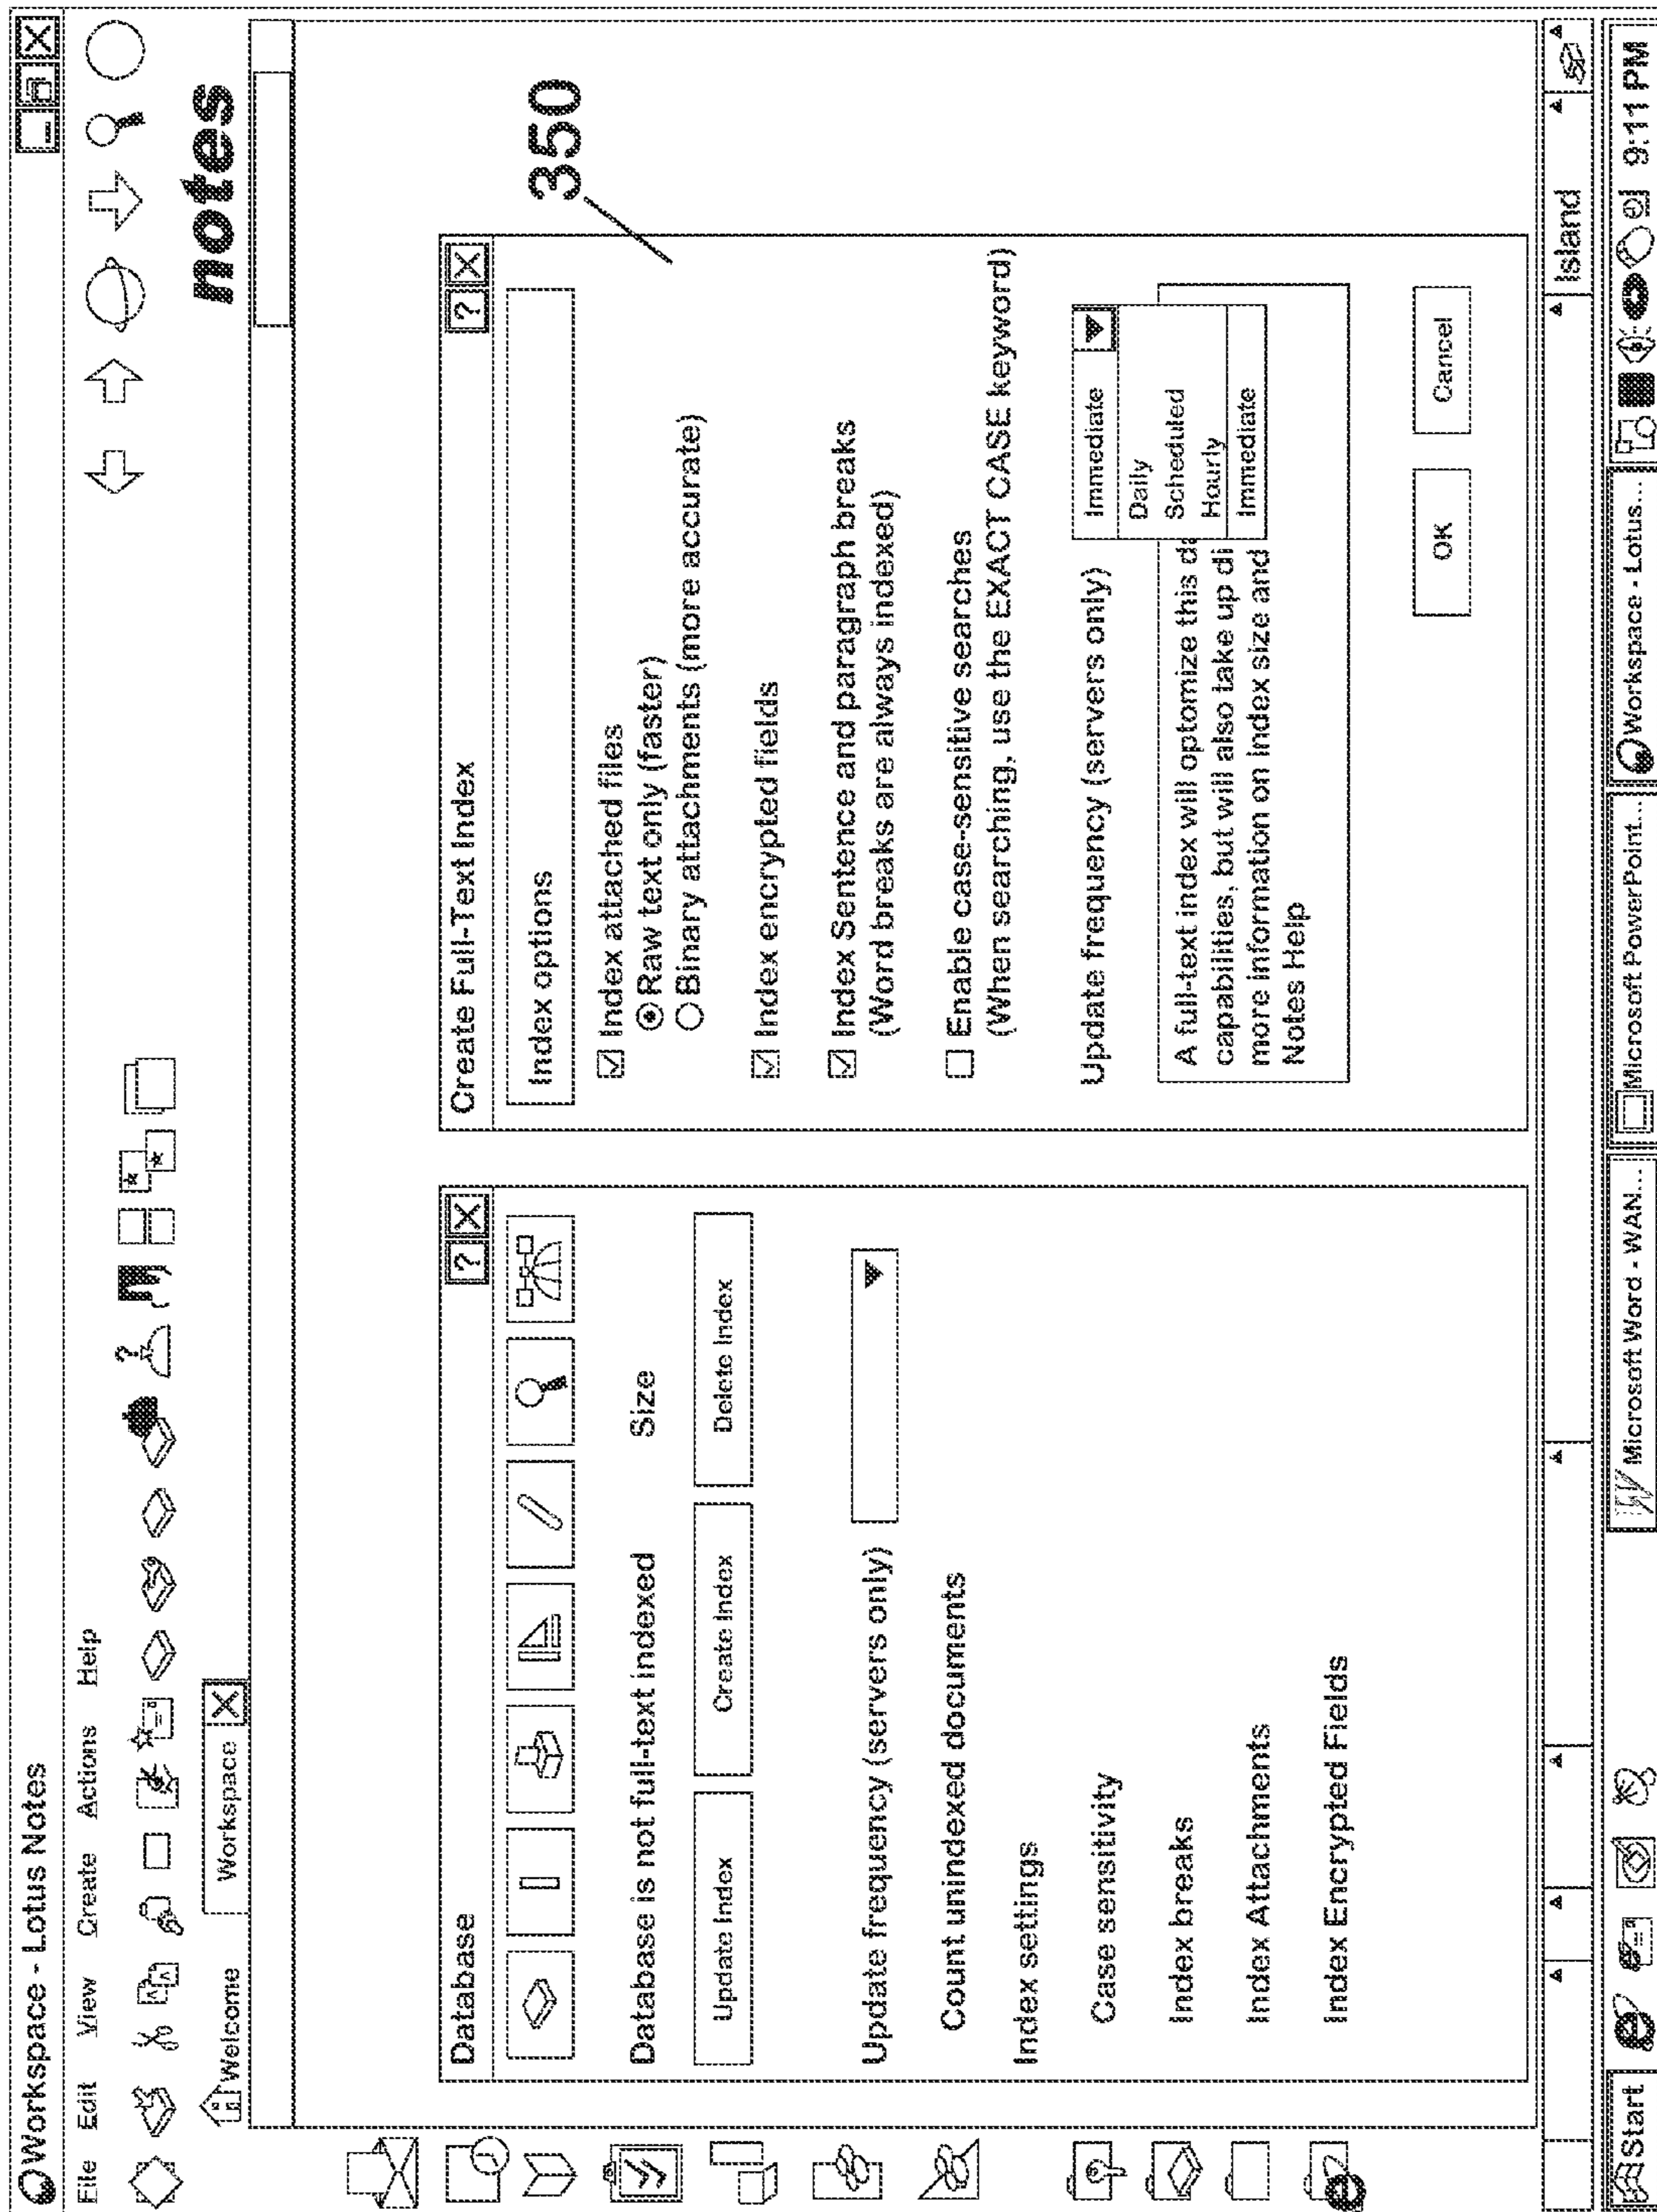 Workspace - Lotus Notes
File Edit View Create Actions Help
Welcome Workspace
notes
Database
Database is not full-text indexed Size
Update Index Create Index Delete Index
Update frequency (servers only)
Count unindexed documents
Index settings
Case sensitivity
Index breaks
Index Attachments
Index Encrypted Fields
Create Full-Text Index
350
Index options
Index attached files
Raw text only (faster)
Binary attachments (more accurate)
Index encrypted fields
Index Sentence and paragraph breaks
(Word breaks are always indexed)
Enable case-sensitive searches
(When searching, use the EXACT CASE keyword)
Update frequency (servers only) Immediate
Daily
Scheduled
Hourly
Immediate
A full-text index will optomize this da
capabilities, but will also take up di
more information on index size and
Notes Help
OK Cancel
Island
Start Microsoft Word - WAN... Microsoft PowerPoint... Workspace - Lotus... 9:11 PM